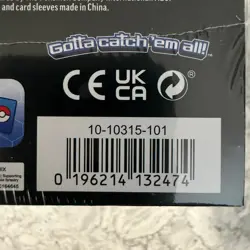 and card sleeves made in China.
Gotta catch 'em all!
CE UK
CA
10-10315-101
0 196214 132474